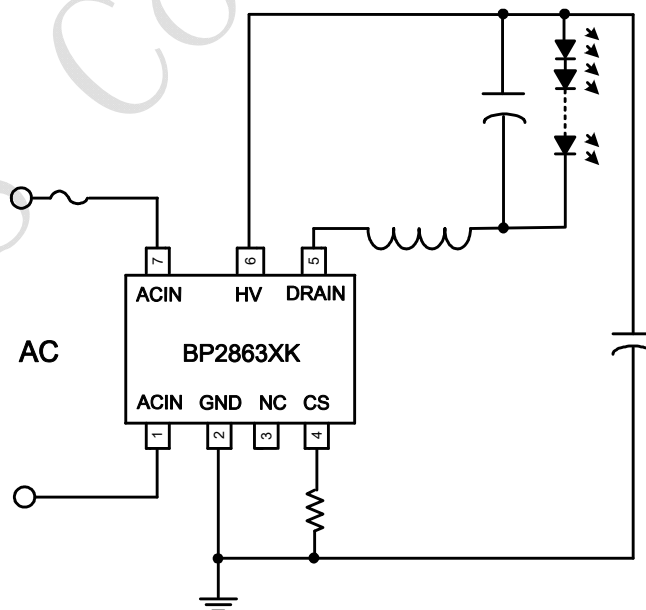 7 6 5
ACIN HV DRAIN
AC BP2863XK
ACIN GND NC CS
1 2 3 4